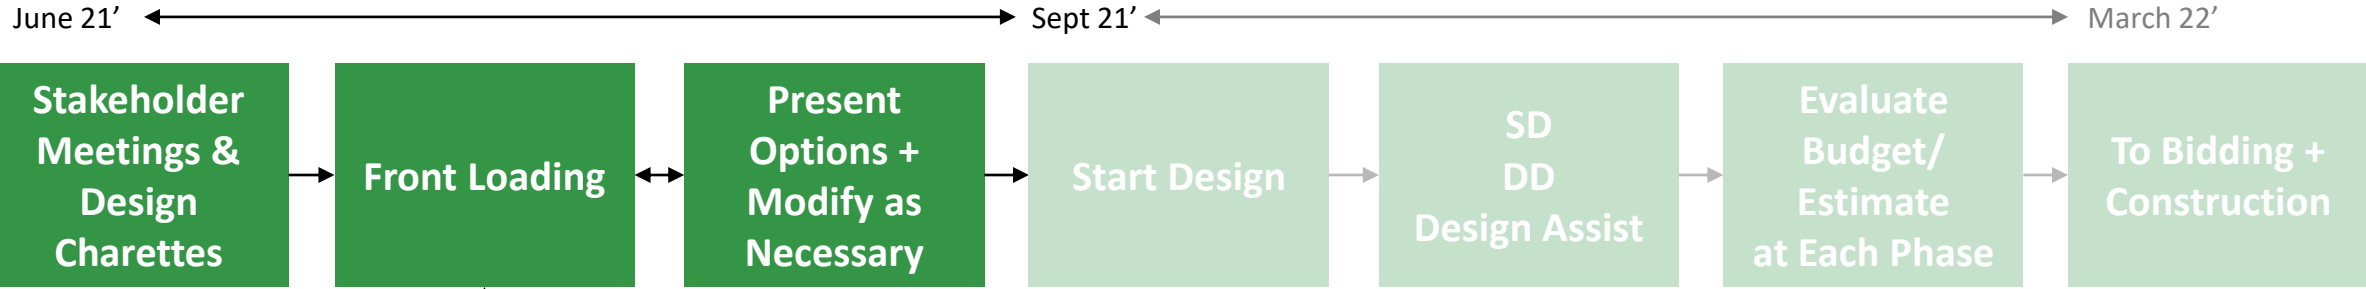 June 21’
Sept 21’
March 22’
Stakeholder
Meetings &
Design
Charettes
Front Loading
Present
Options +
Modify as
Necessary
Start Design
SD
DD
Design Assist
Evaluate
Budget/
Estimate
at Each Phase
To Bidding +
Construction